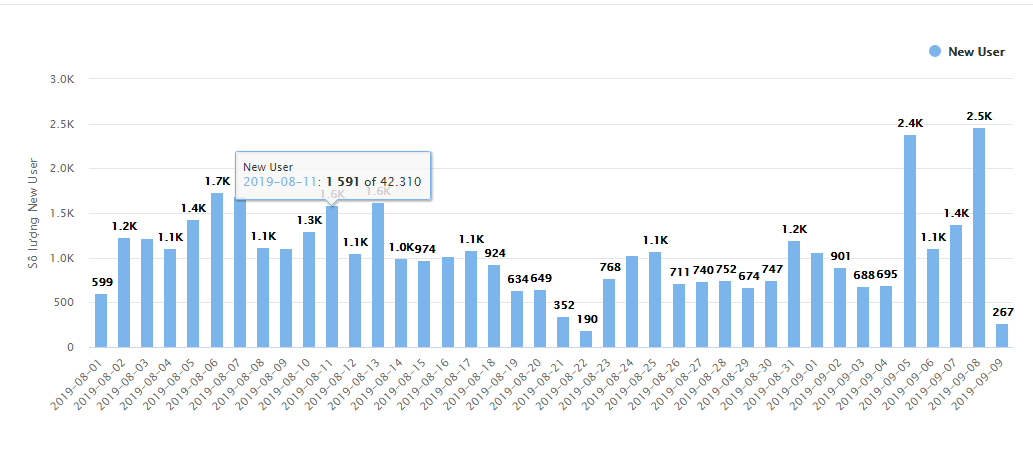 New User
3.0K
2.5K
2.0K
1.5K
1.0K
500
0
Số lượng New User
New User
2019-08-11: 1 591 of 42.310
599
1.2K
1.1K
1.4K
1.7K
1.1K
1.3K
1.6K
1.1K
1.6K
1.0K
974
1.1K
924
634
649
352
190
768
1.1K
711
740
752
674
747
1.2K
901
688
695
2.4K
1.1K
1.4K
2.5K
267
2019-08-01
2019-08-02
2019-08-03
2019-08-04
2019-08-05
2019-08-06
2019-08-07
2019-08-08
2019-08-09
2019-08-10
2019-08-11
2019-08-12
2019-08-13
2019-08-14
2019-08-15
2019-08-16
2019-08-17
2019-08-18
2019-08-19
2019-08-20
2019-08-21
2019-08-22
2019-08-23
2019-08-24
2019-08-25
2019-08-26
2019-08-27
2019-08-28
2019-08-29
2019-08-30
2019-08-31
2019-09-01
2019-09-02
2019-09-03
2019-09-04
2019-09-05
2019-09-06
2019-09-07
2019-09-08
2019-09-09